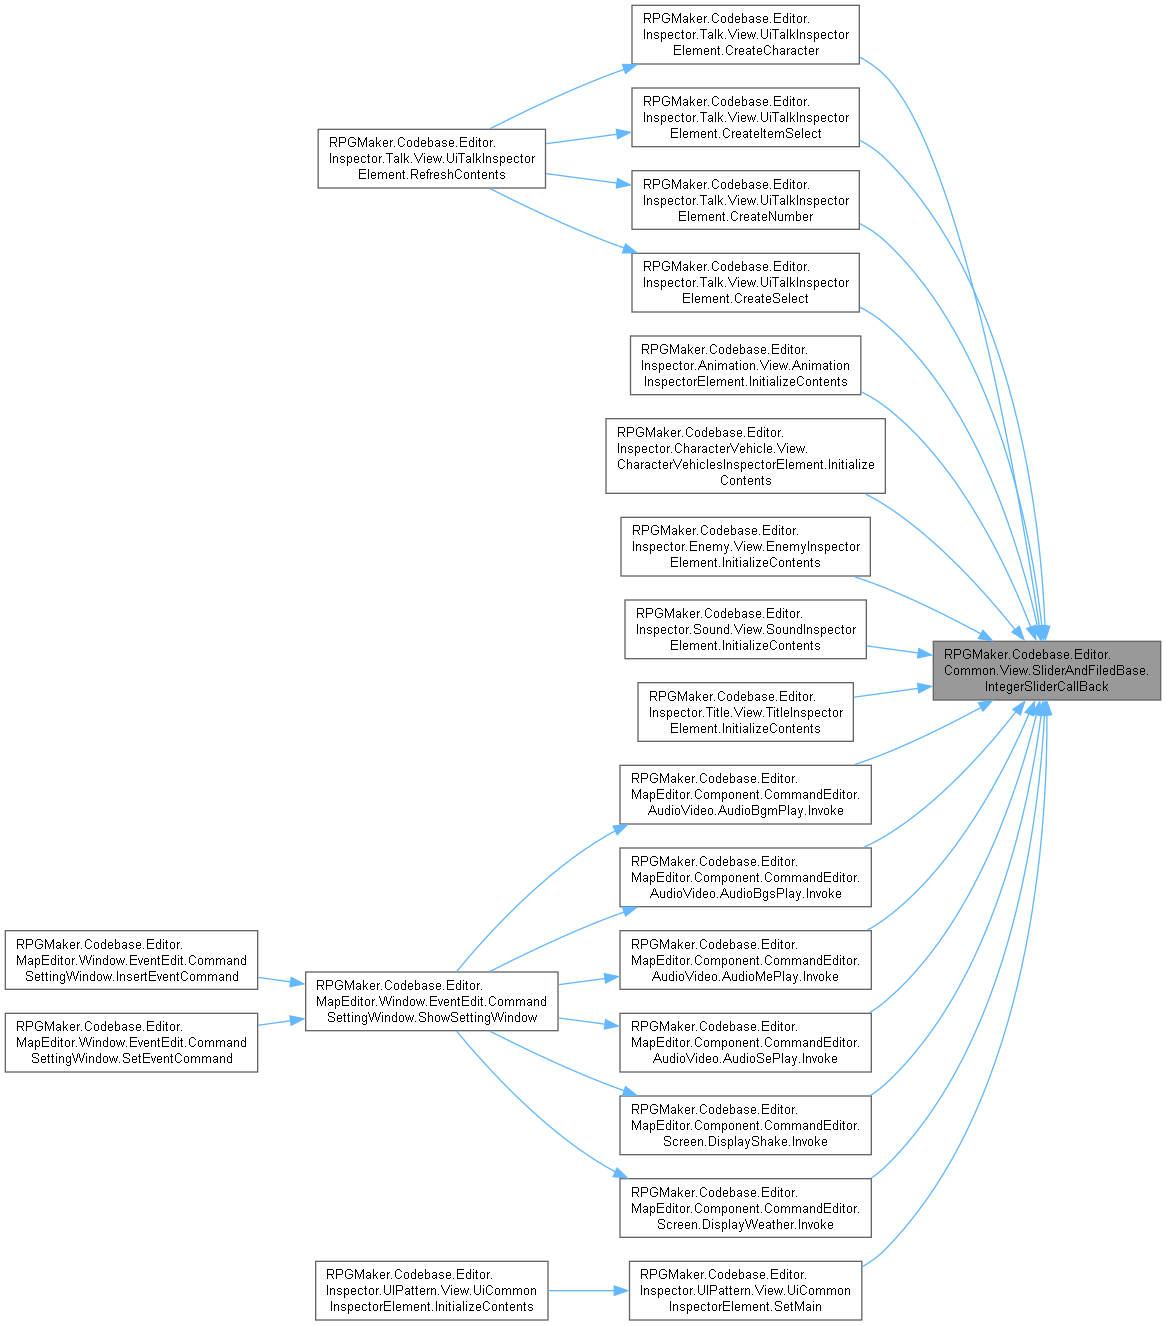 RPGMaker.Codebase.Editor.
Inspector.Talk.View.UiTalkInspector
Element.CreateCharacter
RPGMaker.Codebase.Editor.
Inspector.Talk.View.UiTalkInspector
Element.CreateItemSelect
RPGMaker.Codebase.Editor.
Inspector.Talk.View.UiTalkInspector
Element.RefreshContents
RPGMaker.Codebase.Editor.
Inspector.Talk.View.UiTalkInspector
Element.CreateNumber
RPGMaker.Codebase.Editor.
Inspector.Talk.View.UiTalkInspector
Element.CreateSelect
RPGMaker.Codebase.Editor.
Inspector.Animation.View.Animation
InspectorElement.InitializeContents
RPGMaker.Codebase.Editor.
Inspector.CharacterVehicle.View.
CharacterVehiclesInspectorElement.Initialize
Contents
RPGMaker.Codebase.Editor.
Inspector.Enemy.View.EnemyInspector
Element.InitializeContents
RPGMaker.Codebase.Editor.
Inspector.Sound.View.SoundInspector
Element.InitializeContents
RPGMaker.Codebase.Editor.
Common.View.SliderAndFiledBase.
IntegerSliderCallBack
RPGMaker.Codebase.Editor.
Inspector.Title.View.TitleInspector
Element.InitializeContents
RPGMaker.Codebase.Editor.
MapEditor.Component.CommandEditor.
AudioVideo.AudioBgmPlay.Invoke
RPGMaker.Codebase.Editor.
MapEditor.Component.CommandEditor.
AudioVideo.AudioBgsPlay.Invoke
RPGMaker.Codebase.Editor.
MapEditor.Window.EventEdit.Command
SettingWindow.InsertEventCommand
RPGMaker.Codebase.Editor.
MapEditor.Component.CommandEditor.
AudioVideo.AudioMePlay.Invoke
RPGMaker.Codebase.Editor.
MapEditor.Window.EventEdit.Command
SettingWindow.ShowSettingWindow
RPGMaker.Codebase.Editor.
MapEditor.Window.EventEdit.Command
SettingWindow.SetEventCommand
RPGMaker.Codebase.Editor.
MapEditor.Component.CommandEditor.
AudioVideo.AudioSePlay.Invoke
RPGMaker.Codebase.Editor.
MapEditor.Component.CommandEditor.
Screen.DisplayShake.Invoke
RPGMaker.Codebase.Editor.
MapEditor.Component.CommandEditor.
Screen.DisplayWeather.Invoke
RPGMaker.Codebase.Editor.
Inspector.UIPattern.View.UiCommon
InspectorElement.InitializeContents
RPGMaker.Codebase.Editor.
Inspector.UIPattern.View.UiCommon
InspectorElement.SetMain